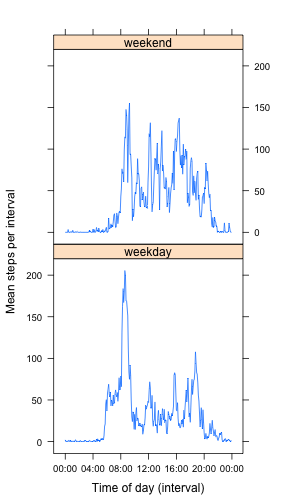 weekend
200
150
100
50
0
weekday
200
150
100
50
0
00:00 04:00 08:00 12:00 16:00 20:00 00:00
Time of day (interval)
Mean steps per interval